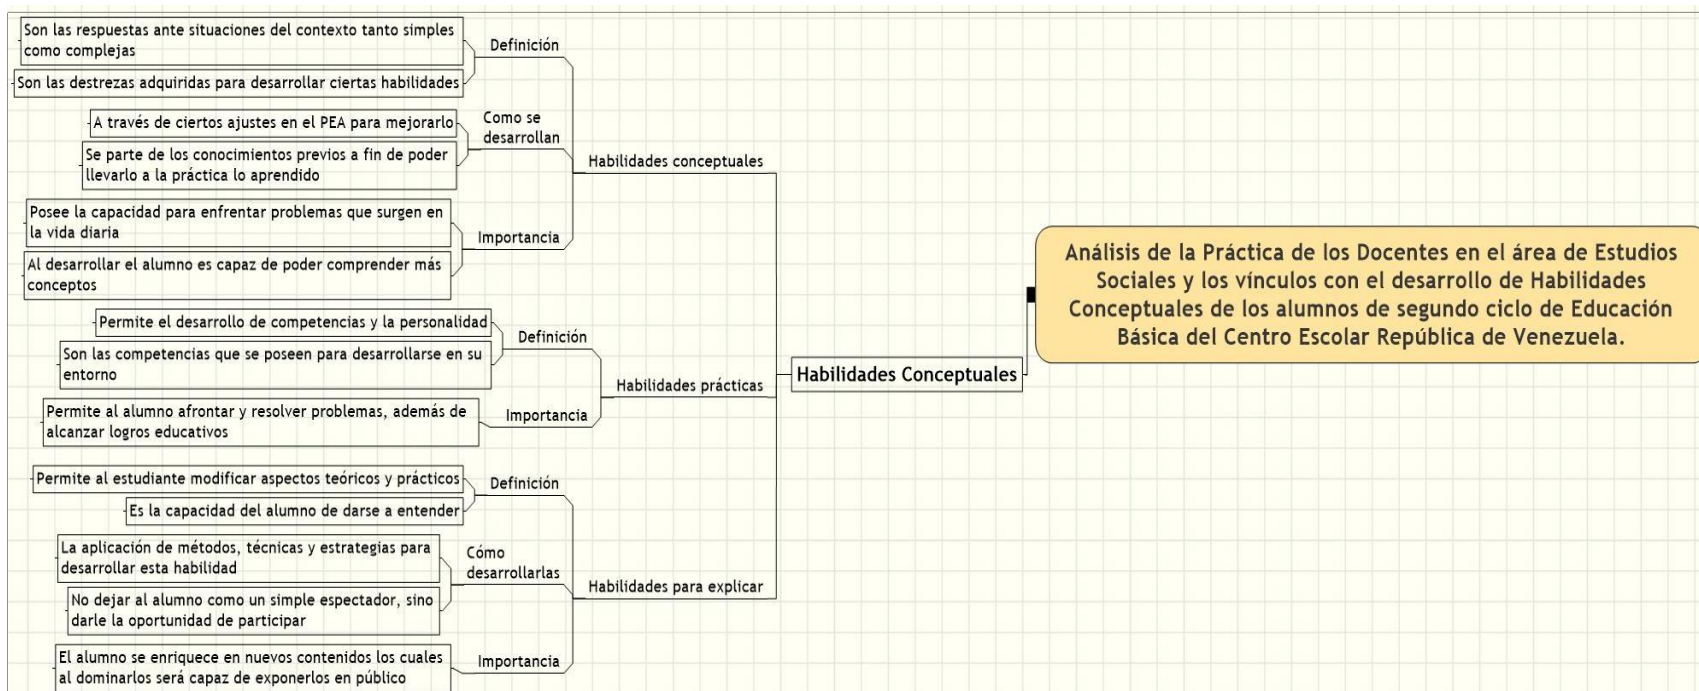 Son las respuestas ante situaciones del contexto tanto simples
como complejas
Son las destrezas adquiridas para desarrollar ciertas habilidades
Definición
A través de ciertos ajustes en el PEA para mejorarlo
Se parte de los conocimientos previos a fin de poder
llevarlo a la práctica lo aprendido
Como se
desarrollan
Posee la capacidad para enfrentar problemas que surgen en
la vida diaria
Al desarrollar el alumno es capaz de poder comprender más
conceptos
Importancia
Habilidades conceptuales
Permite el desarrollo de competencias y la personalidad
Son las competencias que se poseen para desarrollarse en su
entorno
Definición
Permite al alumno afrontar y resolver problemas, además de
alcanzar logros educativos
Importancia
Habilidades prácticas
Permite al estudiante modificar aspectos teóricos y prácticos
Es la capacidad del alumno de darse a entender
Definición
La aplicación de métodos, técnicas y estrategias para
desarrollar esta habilidad
No dejar al alumno como un simple espectador, sino
darle la oportunidad de participar
Cómo
desarrollarlas
El alumno se enriquece en nuevos contenidos los cuales
al dominarlos será capaz de exponerlos en público
Importancia
Habilidades para explicar
Habilidades Conceptuales
Análisis de la Práctica de los Docentes en el área de Estudios
Sociales y los vínculos con el desarrollo de Habilidades
Conceptuales de los alumnos de segundo ciclo de Educación
Básica del Centro Escolar República de Venezuela.